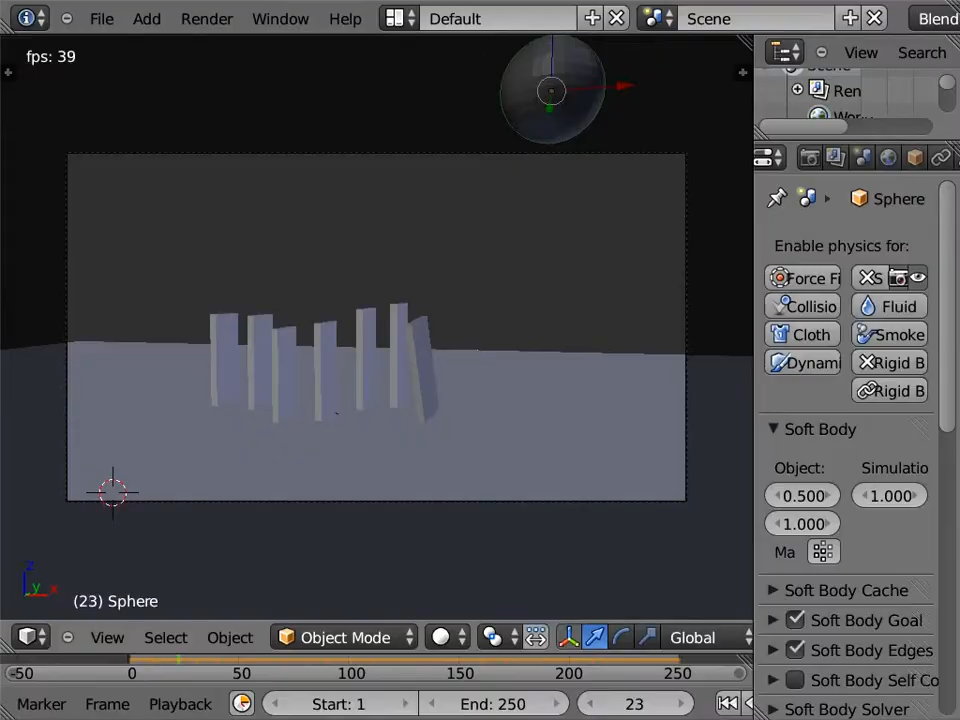 File Add Render Window Help Default Scene Blend
fps: 39
View Search
Scene
Ren
Wor
Sphere
Enable physics for:
Force Fi S
Collisio Fluid
Cloth Smoke
Dynami Rigid B
Rigid B
Soft Body
Object: Simulatio
0.500 1.000
1.000
Ma
Soft Body Cache
Soft Body Goal
Soft Body Edges
Soft Body Self Co
Soft Body Solver
z
y x
(23) Sphere
View Select Object Object Mode Global
-50 0 50 100 150 200 250
Marker Frame Playback Start: 1 End: 250 23